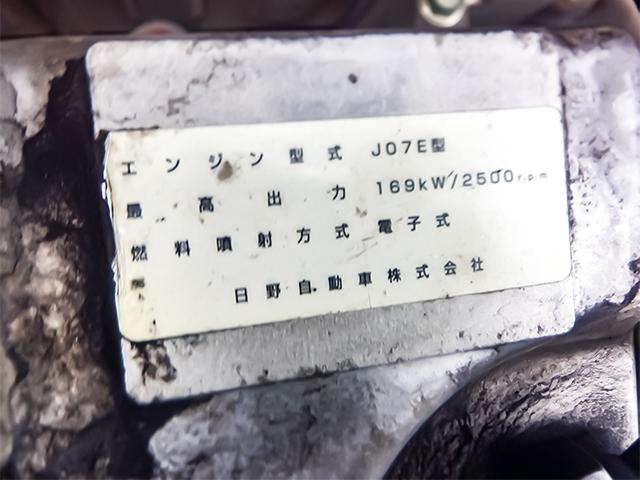 エンジン型式 J07E型
最高出力 169kW/2500r.p.m
燃料噴射方式 電子式
日野自動車株式会社